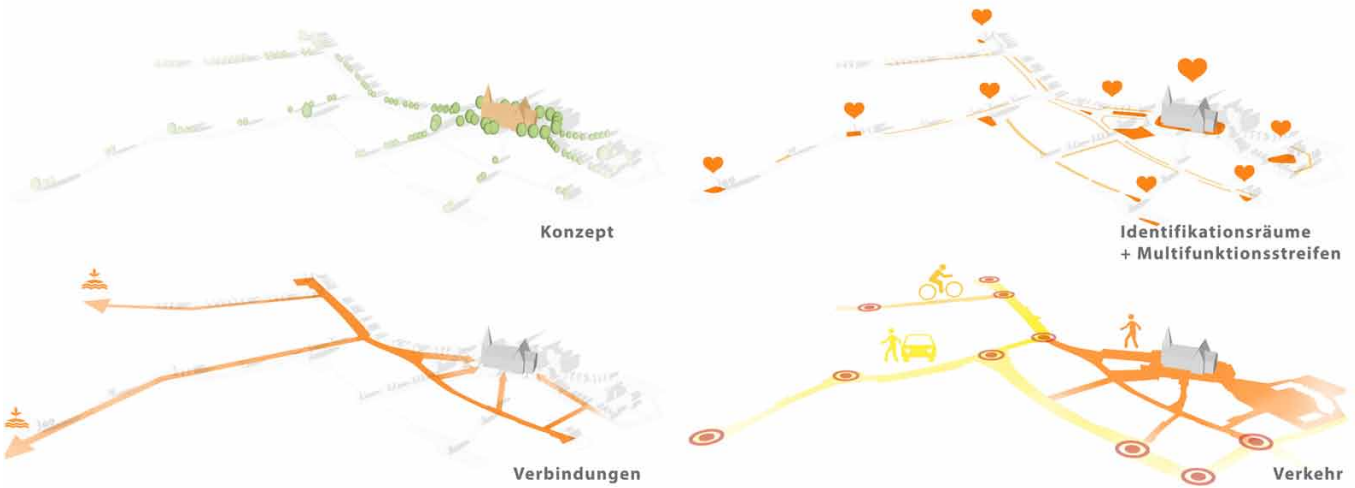 Konzept
Identifikationsräume
+ Multifunktionsstreifen
Verbindungen
Verkehr